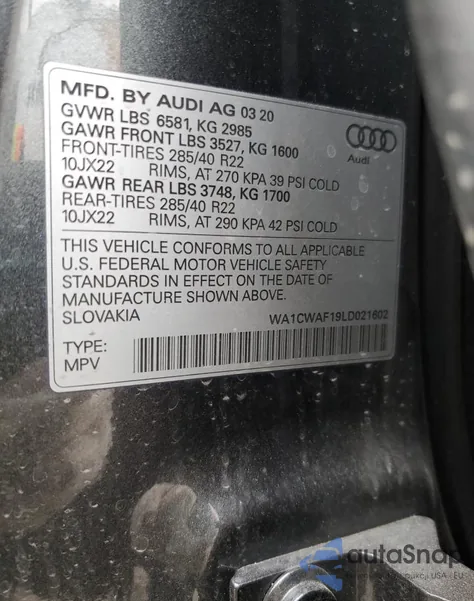 MFD. BY AUDI AG 03 20
GVWR LBS 6581, KG 2985
GAWR FRONT LBS 3527, KG 1600
FRONT-TIRES 285/40 R22
10JX22 RIMS, AT 270 KPA 39 PSI COLD
GAWR REAR LBS 3748, KG 1700
REAR-TIRES 285/40 R22
10JX22 RIMS, AT 290 KPA 42 PSI COLD
Audi
THIS VEHICLE CONFORMS TO ALL APPLICABLE
U.S. FEDERAL MOTOR VEHICLE SAFETY
STANDARDS IN EFFECT ON THE DATE OF
MANUFACTURE SHOWN ABOVE.
SLOVAKIA WA1CWAF19LD021602
TYPE:
MPV
autoSnap
USA / EU